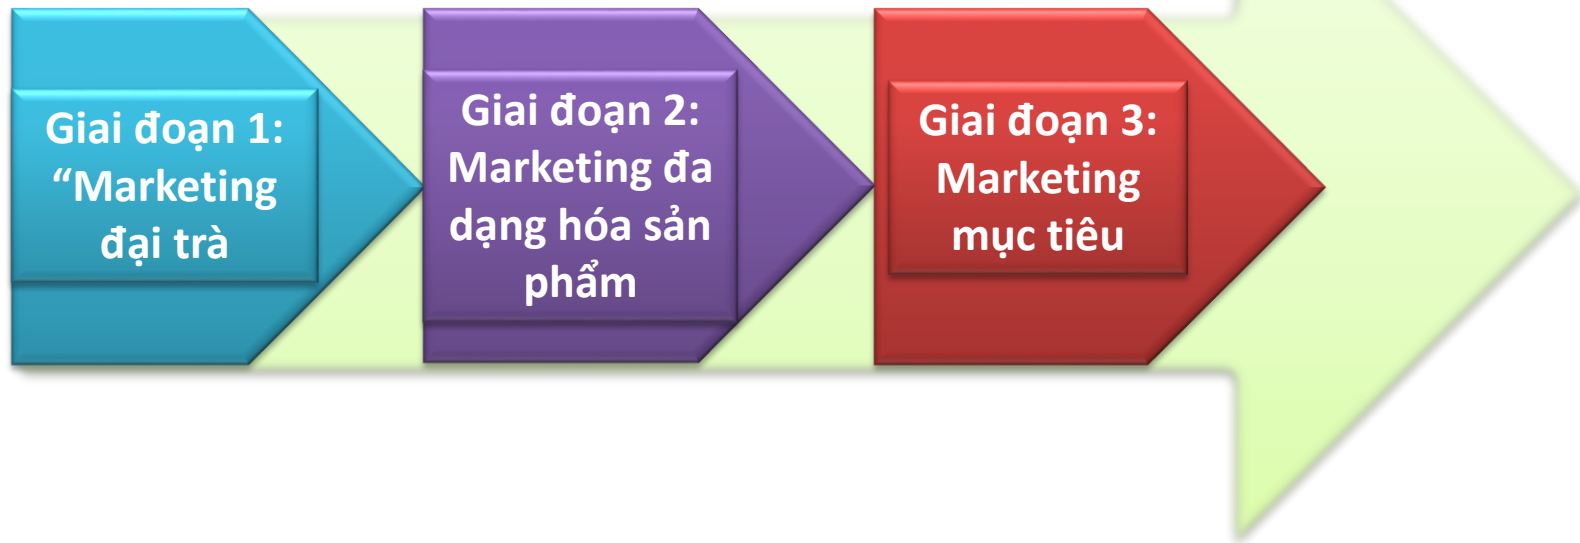 Giai đoạn 1:
“Marketing
đại trà
Giai đoạn 2:
Marketing đa
dạng hóa sản
phẩm
Giai đoạn 3:
Marketing
mục tiêu